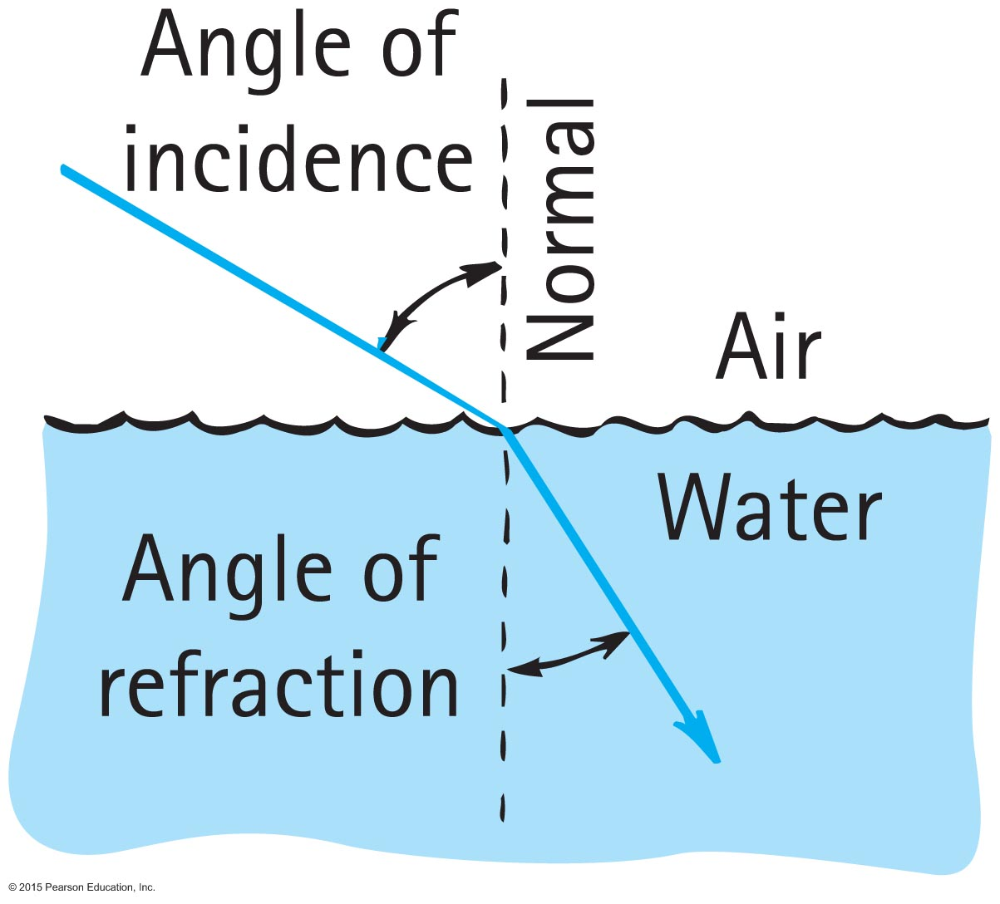 Angle of
incidence
Normal
Air
Water
Angle of
refraction
© 2015 Pearson Education, Inc.